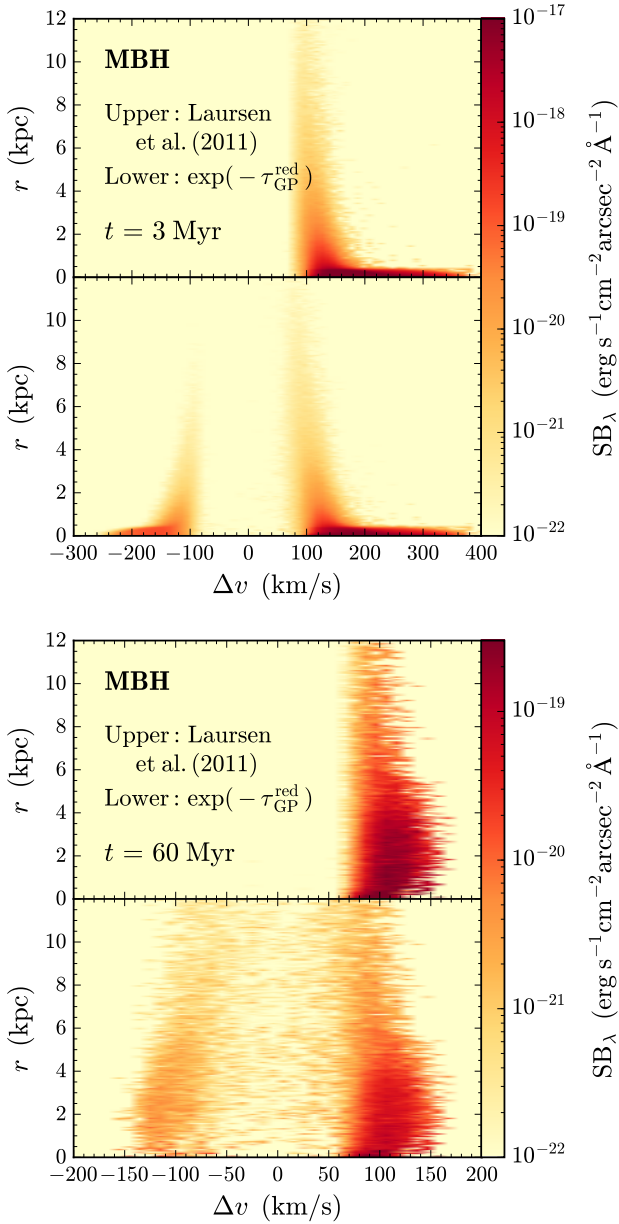 12
10
8
6
4
2
0
r (kpc)
MBH
Upper: Laursen
et al. (2011)
Lower: exp(−τ_GP^red)
t = 3 Myr
10
8
6
4
2
0
r (kpc)
−300 −200 −100 0 100 200 300 400
Δv (km/s)
10^−17
10^−18
10^−19
10^−20
10^−21
10^−22
SB_λ (erg s^−1 cm^−2 arcsec^−2 Å^−1)
12
10
8
6
4
2
0
r (kpc)
MBH
Upper: Laursen
et al. (2011)
Lower: exp(−τ_GP^red)
t = 60 Myr
10
8
6
4
2
0
r (kpc)
−200 −150 −100 −50 0 50 100 150 200
Δv (km/s)
10^−19
10^−20
10^−21
10^−22
SB_λ (erg s^−1 cm^−2 arcsec^−2 Å^−1)